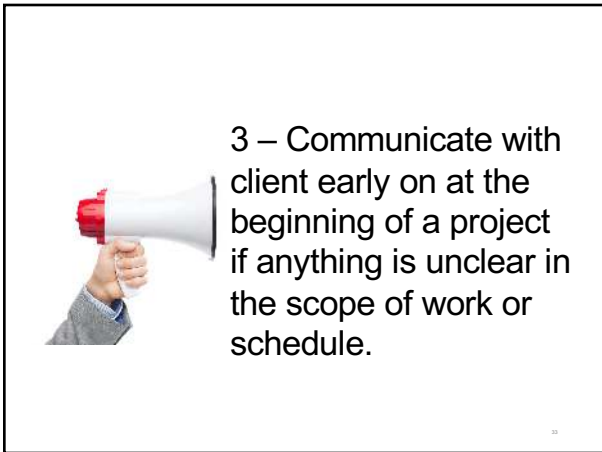 3 – Communicate with
client early on at the
beginning of a project
if anything is unclear in
the scope of work or
schedule.
33